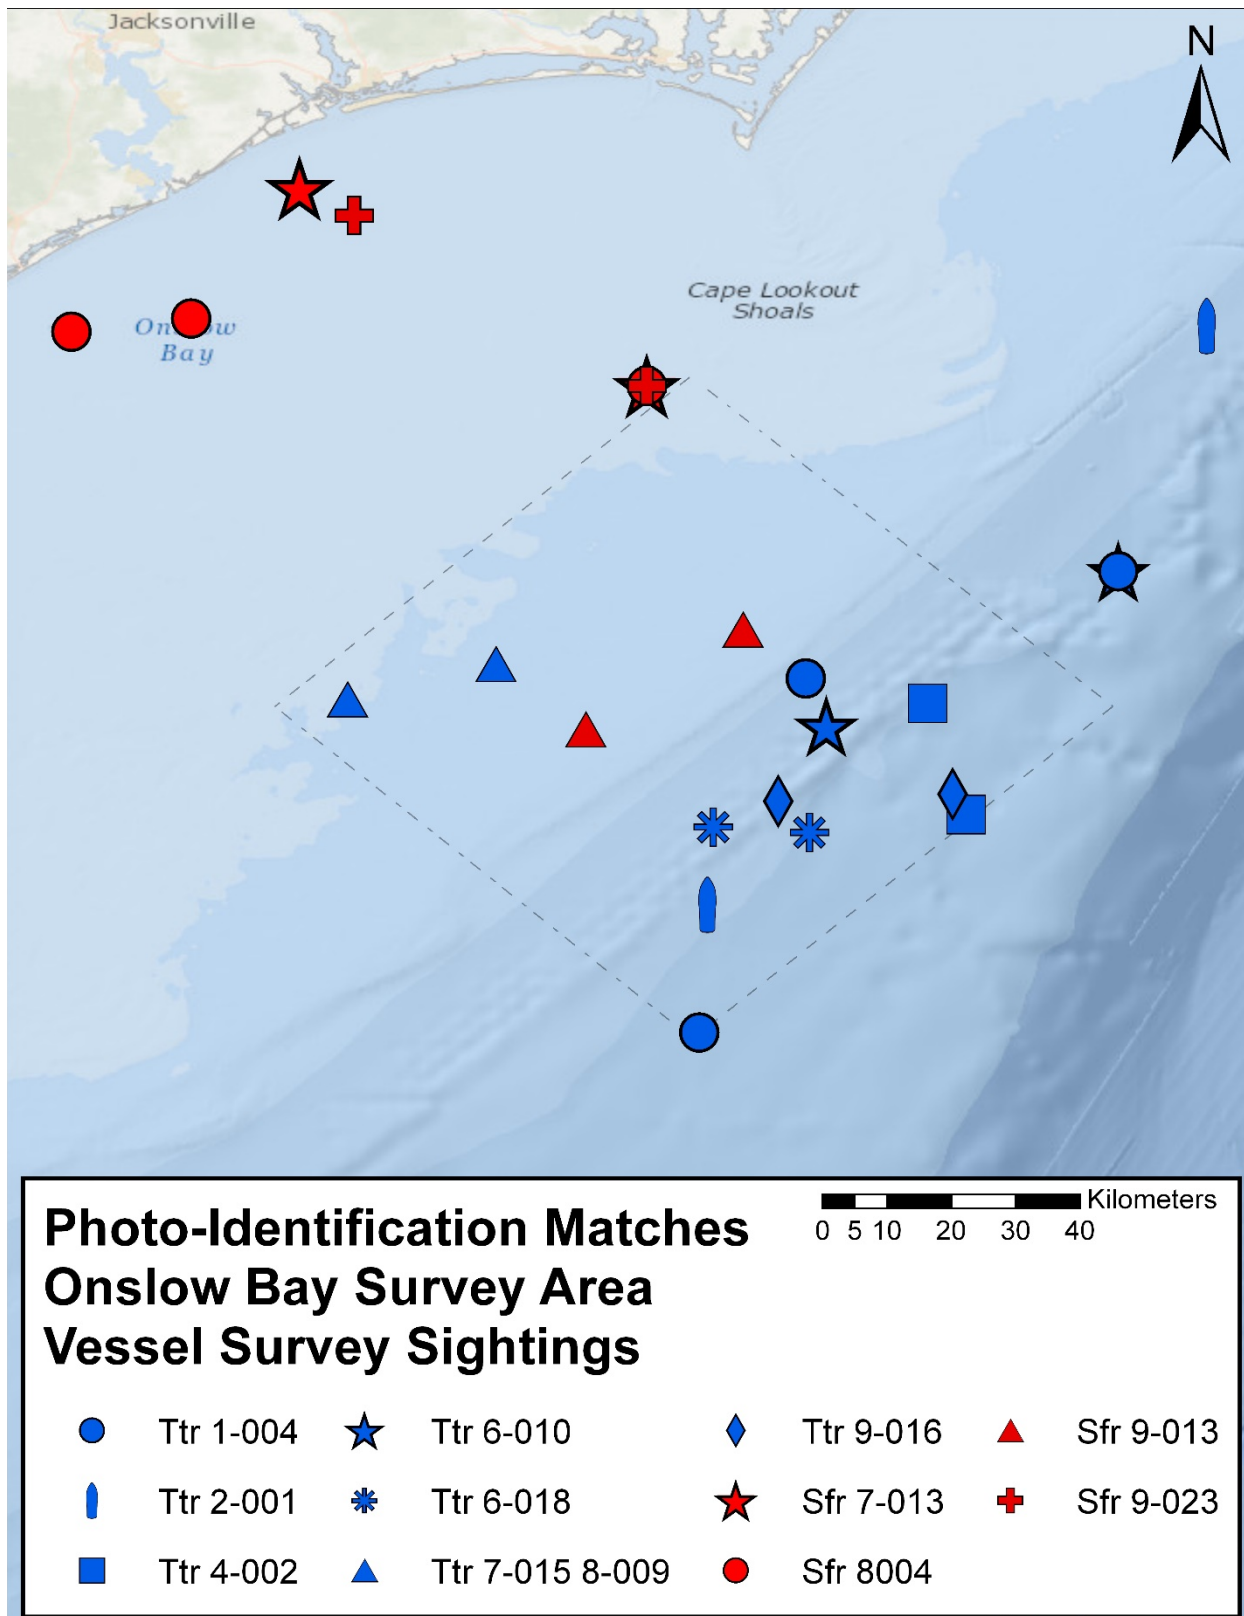 Jacksonville
N
Cape Lookout
Shoals
Onslow
Bay
Photo-Identification Matches
Onslow Bay Survey Area
Vessel Survey Sightings
Kilometers
0 5 10 20 30 40
Ttr 1-004 Ttr 6-010 Ttr 9-016 Sfr 9-013
Ttr 2-001 Ttr 6-018 Sfr 7-013 Sfr 9-023
Ttr 4-002 Ttr 7-015 8-009 Sfr 8004